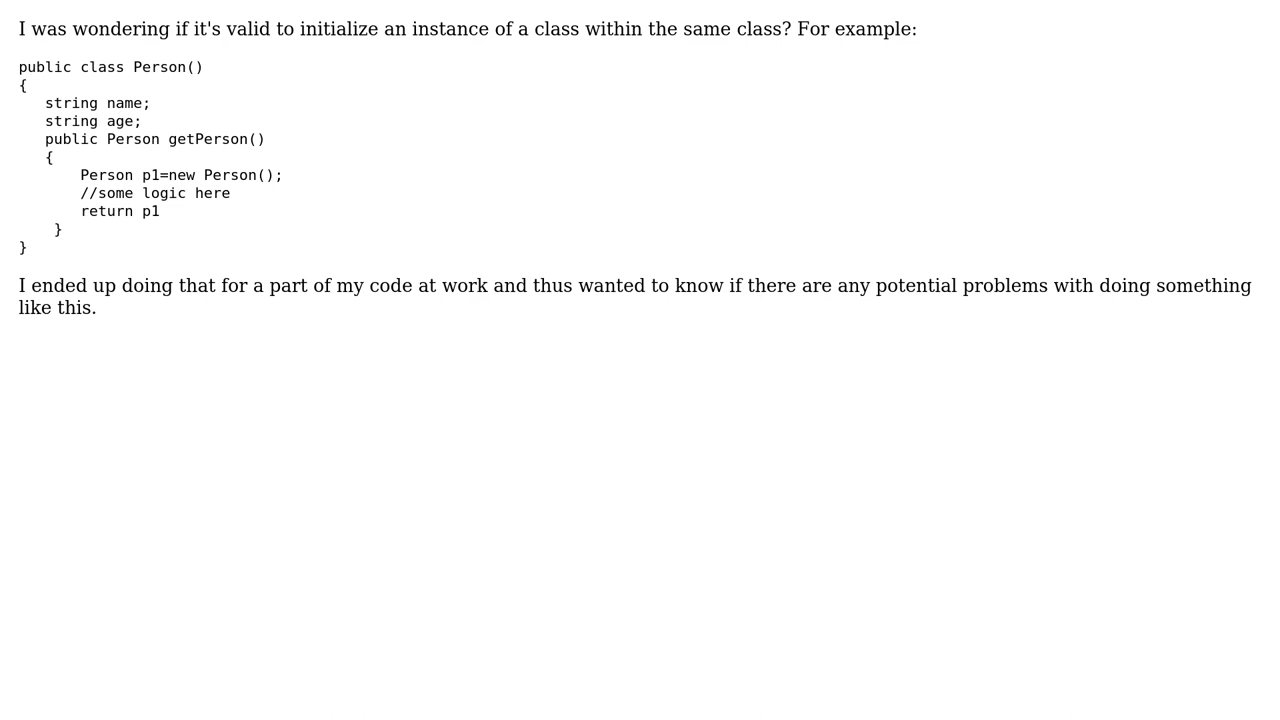 I was wondering if it's valid to initialize an instance of a class within the same class? For example:
public class Person()
{
   string name;
   string age;
   public Person getPerson()
   {
       Person p1=new Person();
       //some logic here
       return p1
    }
}
I ended up doing that for a part of my code at work and thus wanted to know if there are any potential problems with doing something
like this.